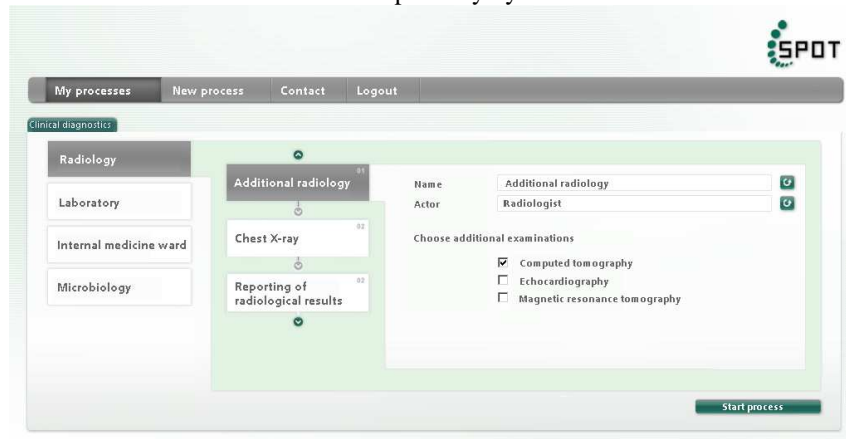 SPOT
My processes New process Contact Logout
Clinical diagnostics
Radiology
Laboratory
Internal medicine ward
Microbiology
01
Additional radiology
02
Chest X-ray
02
Reporting of
radiological results
Name Additional radiology
Actor Radiologist
Choose additional examinations
Computed tomography
Echocardiography
Magnetic resonance tomography
Start process